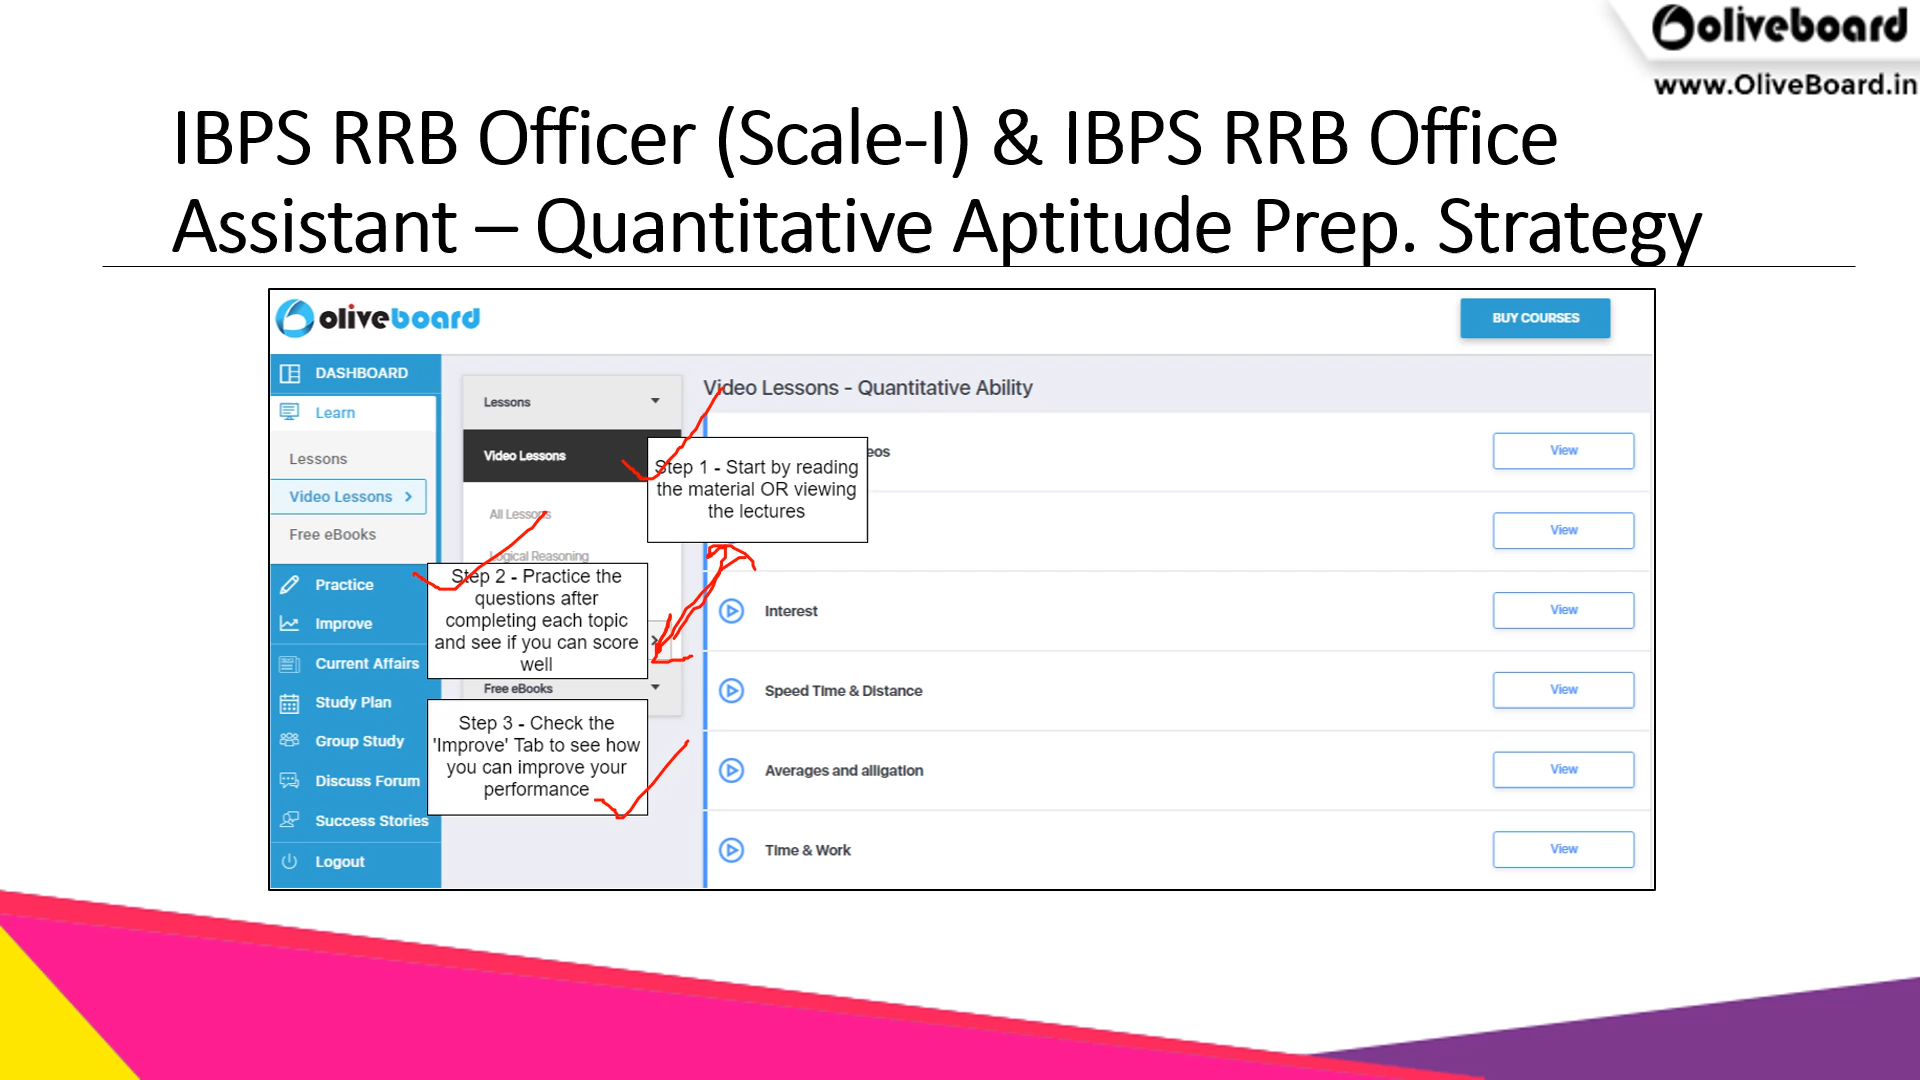 oliveboard
www.OliveBoard.in
IBPS RRB Officer (Scale-I) & IBPS RRB Office
Assistant – Quantitative Aptitude Prep. Strategy
oliveboard
BUY COURSES
DASHBOARD
Learn
Lessons
Video Lessons
Free eBooks
Practice
Improve
Current Affairs
Study Plan
Group Study
Discuss Forum
Success Stories
Logout
Lessons
Video Lessons
All Lessons
Logical Reasoning
Free eBooks
Step 1 - Start by reading
the material OR viewing
the lectures
Step 2 - Practice the
questions after
completing each topic
and see if you can score
well
Step 3 - Check the
'Improve' Tab to see how
you can improve your
performance
Video Lessons - Quantitative Ability
View
View
Interest
View
Speed Time & Distance
View
Averages and alligation
View
Time & Work
View